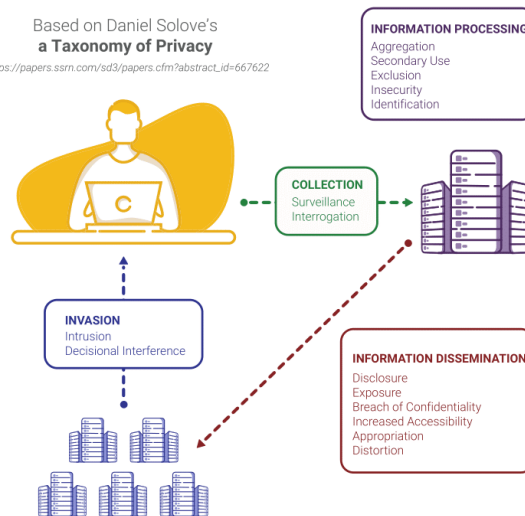 Based on Daniel Solove's
a Taxonomy of Privacy
ps://papers.ssrn.com/sd3/papers.cfm?abstract_id=667622
INFORMATION PROCESSING
Aggregation
Secondary Use
Exclusion
Insecurity
Identification
COLLECTION
Surveillance
Interrogation
INVASION
Intrusion
Decisional Interference
INFORMATION DISSEMINATION
Disclosure
Exposure
Breach of Confidentiality
Increased Accessibility
Appropriation
Distortion